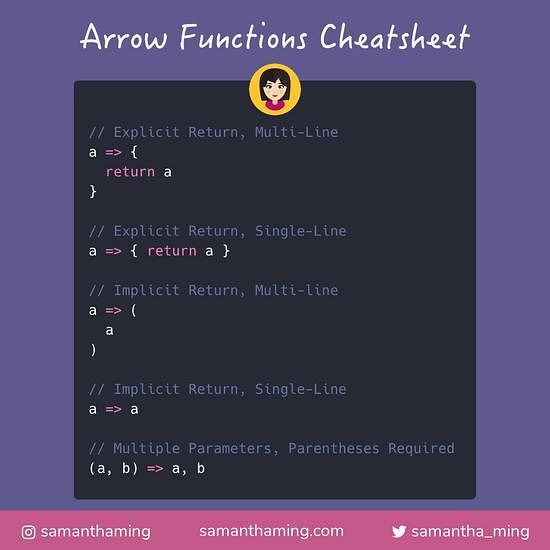 Arrow Functions Cheatsheet
// Explicit Return, Multi-Line
a => {
  return a
}
// Explicit Return, Single-Line
a => { return a }
// Implicit Return, Multi-line
a => (
  a
)
// Implicit Return, Single-Line
a => a
// Multiple Parameters, Parentheses Required
(a, b) => a, b
samanthaming samanthaming.com samantha_ming